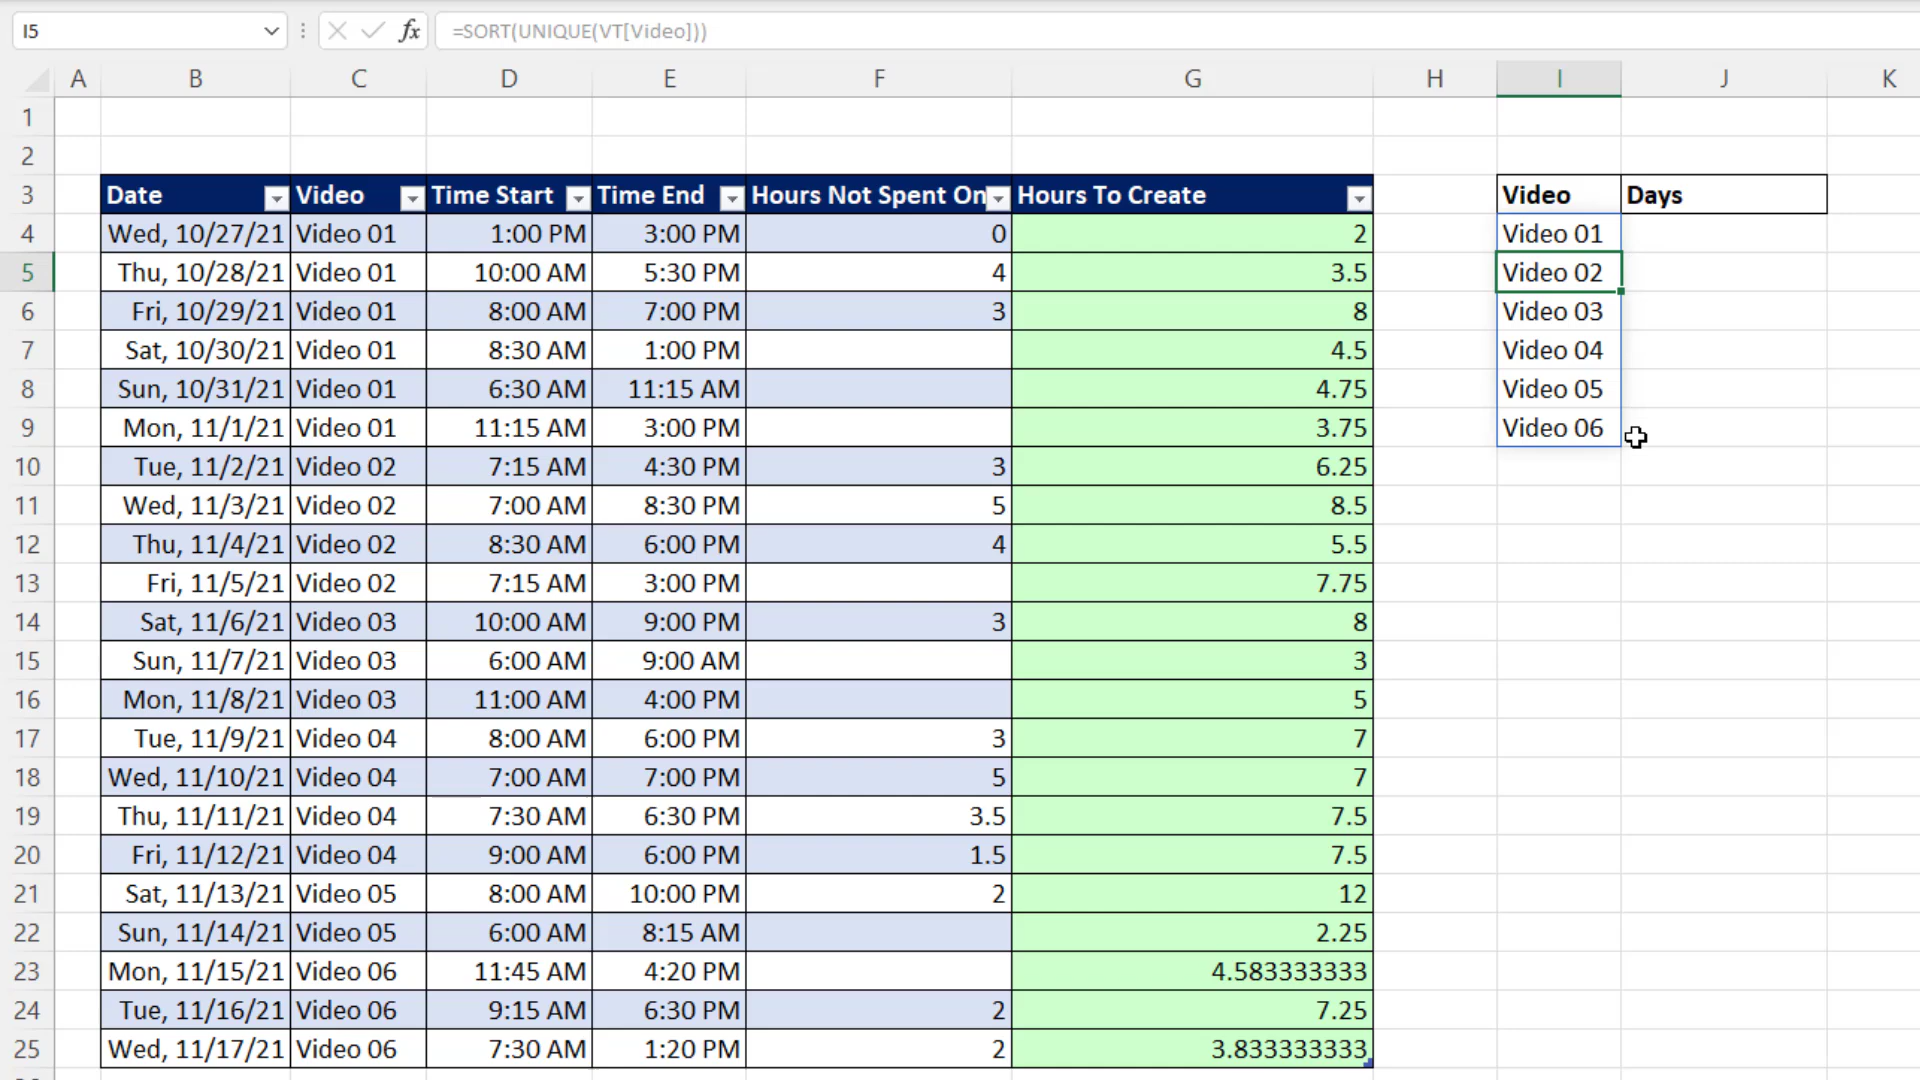 I5 fx =SORT(UNIQUE(VT[Video]))
A B C D E F G H I J K
1
2
3 Date Video Time Start Time End Hours Not Spent On Hours To Create Video Days
4 Wed, 10/27/21 Video 01 1:00 PM 3:00 PM 0 2 Video 01
5 Thu, 10/28/21 Video 01 10:00 AM 5:30 PM 4 3.5 Video 02
6 Fri, 10/29/21 Video 01 8:00 AM 7:00 PM 3 8 Video 03
7 Sat, 10/30/21 Video 01 8:30 AM 1:00 PM 4.5 Video 04
8 Sun, 10/31/21 Video 01 6:30 AM 11:15 AM 4.75 Video 05
9 Mon, 11/1/21 Video 01 11:15 AM 3:00 PM 3.75 Video 06
10 Tue, 11/2/21 Video 02 7:15 AM 4:30 PM 3 6.25
11 Wed, 11/3/21 Video 02 7:00 AM 8:30 PM 5 8.5
12 Thu, 11/4/21 Video 02 8:30 AM 6:00 PM 4 5.5
13 Fri, 11/5/21 Video 02 7:15 AM 3:00 PM 7.75
14 Sat, 11/6/21 Video 03 10:00 AM 9:00 PM 3 8
15 Sun, 11/7/21 Video 03 6:00 AM 9:00 AM 3
16 Mon, 11/8/21 Video 03 11:00 AM 4:00 PM 5
17 Tue, 11/9/21 Video 04 8:00 AM 6:00 PM 3 7
18 Wed, 11/10/21 Video 04 7:00 AM 7:00 PM 5 7
19 Thu, 11/11/21 Video 04 7:30 AM 6:30 PM 3.5 7.5
20 Fri, 11/12/21 Video 04 9:00 AM 6:00 PM 1.5 7.5
21 Sat, 11/13/21 Video 05 8:00 AM 10:00 PM 2 12
22 Sun, 11/14/21 Video 05 6:00 AM 8:15 AM 2.25
23 Mon, 11/15/21 Video 06 11:45 AM 4:20 PM 4.583333333
24 Tue, 11/16/21 Video 06 9:15 AM 6:30 PM 2 7.25
25 Wed, 11/17/21 Video 06 7:30 AM 1:20 PM 2 3.833333333